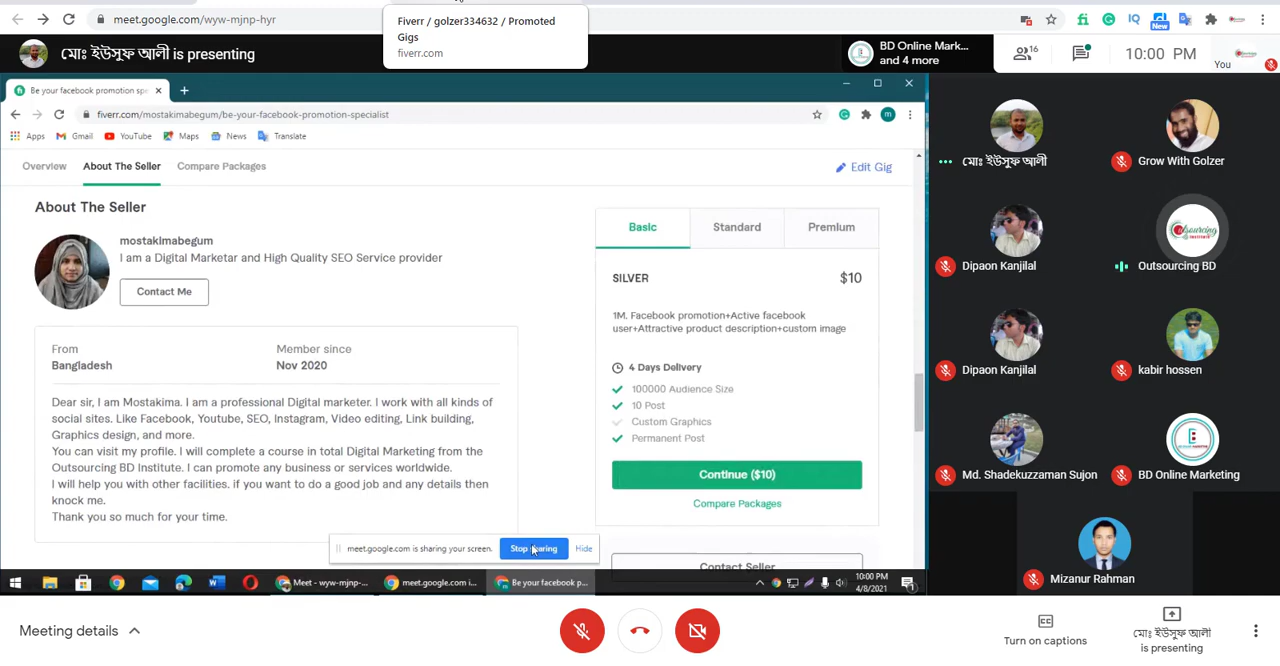 meet.google.com/wyw-mjnp-hyr
Fiverr / golzer334632 / Promoted
Gigs
fiverr.com
New
মোঃ ইউসুফ আলী is presenting
BD Online Mark...
and 4 more
16
10:00 PM
You
Be your facebook promotion spe
fiverr.com/mostakimabegum/be-your-facebook-promotion-specialist
m
Apps
Gmail
YouTube
Maps
News
Translate
Overview
About The Seller
Compare Packages
Edit Gig
About The Seller
mostakimabegum
I am a Digital Marketar and High Quality SEO Service provider
Contact Me
From
Bangladesh
Member since
Nov 2020
Dear sir, I am Mostakima. I am a professional Digital marketer. I work with all kinds of
social sites. Like Facebook, Youtube, SEO, Instagram, Video editing, Link building,
Graphics design, and more.
You can visit my profile. I will complete a course in total Digital Marketing from the
Outsourcing BD Institute. I can promote any business or services worldwide.
I will help you with other facilities. if you want to do a good job and any details then
knock me.
Thank you so much for your time.
Basic
Standard
Premium
SILVER
$10
1M. Facebook promotion+Active facebook
user+Attractive product description+custom image
4 Days Delivery
100000 Audience Size
10 Post
Custom Graphics
Permanent Post
Continue ($10)
Compare Packages
Contact Seller
meet.google.com is sharing your screen.
Stop sharing
Hide
Meet - wyw-mjnp-...
meet.google.com i...
Be your facebook p...
10:00 PM
4/8/2021
মোঃ ইউসুফ আলী
Grow With Golzer
Dipaon Kanjilal
Outsourcing BD
Dipaon Kanjilal
kabir hossen
Md. Shadekuzzaman Sujon
BD Online Marketing
Mizanur Rahman
Meeting details
Turn on captions
মোঃ ইউসুফ আলী
is presenting